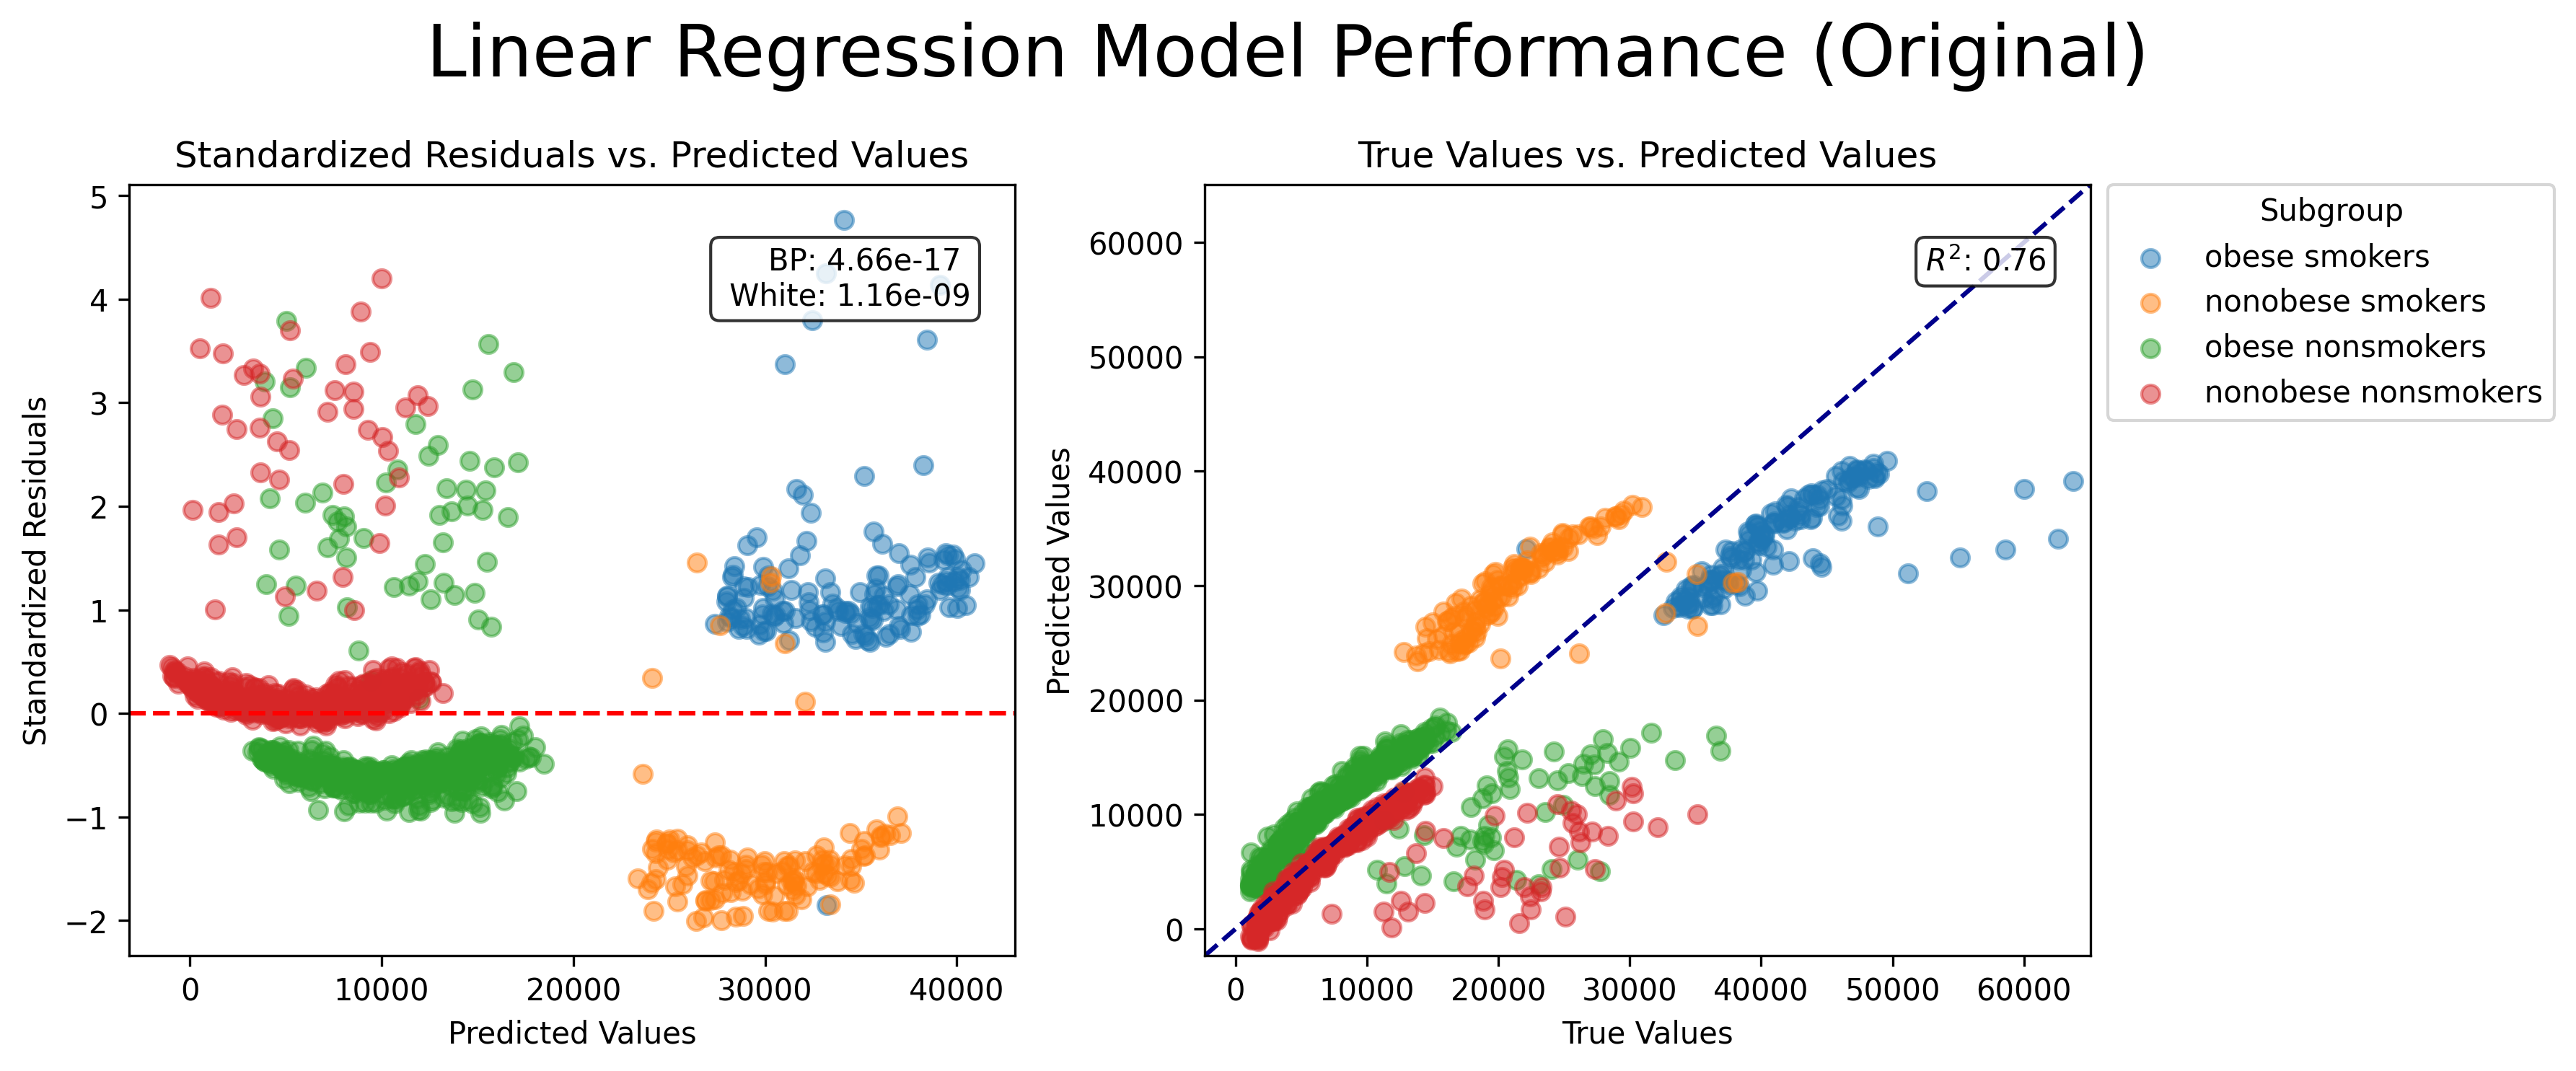 Linear Regression Model Performance (Original)
Standardized Residuals vs. Predicted Values
5
4
3
2
1
0
−1
−2
Standardized Residuals
BP: 4.66e-17
White: 1.16e-09
0
10000
20000
30000
40000
Predicted Values
True Values vs. Predicted Values
60000
50000
40000
30000
20000
10000
0
Predicted Values
R²: 0.76
0
10000
20000
30000
40000
50000
60000
True Values
Subgroup
obese smokers
nonobese smokers
obese nonsmokers
nonobese nonsmokers